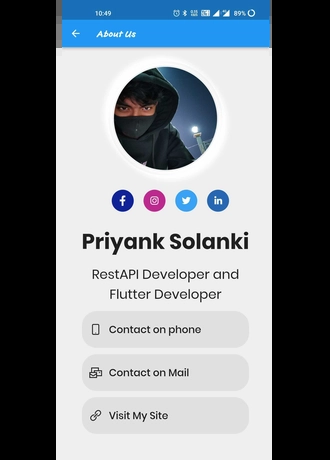 10:49
89%
About Us
Priyank Solanki
RestAPI Developer and
Flutter Developer
Contact on phone
Contact on Mail
Visit My Site